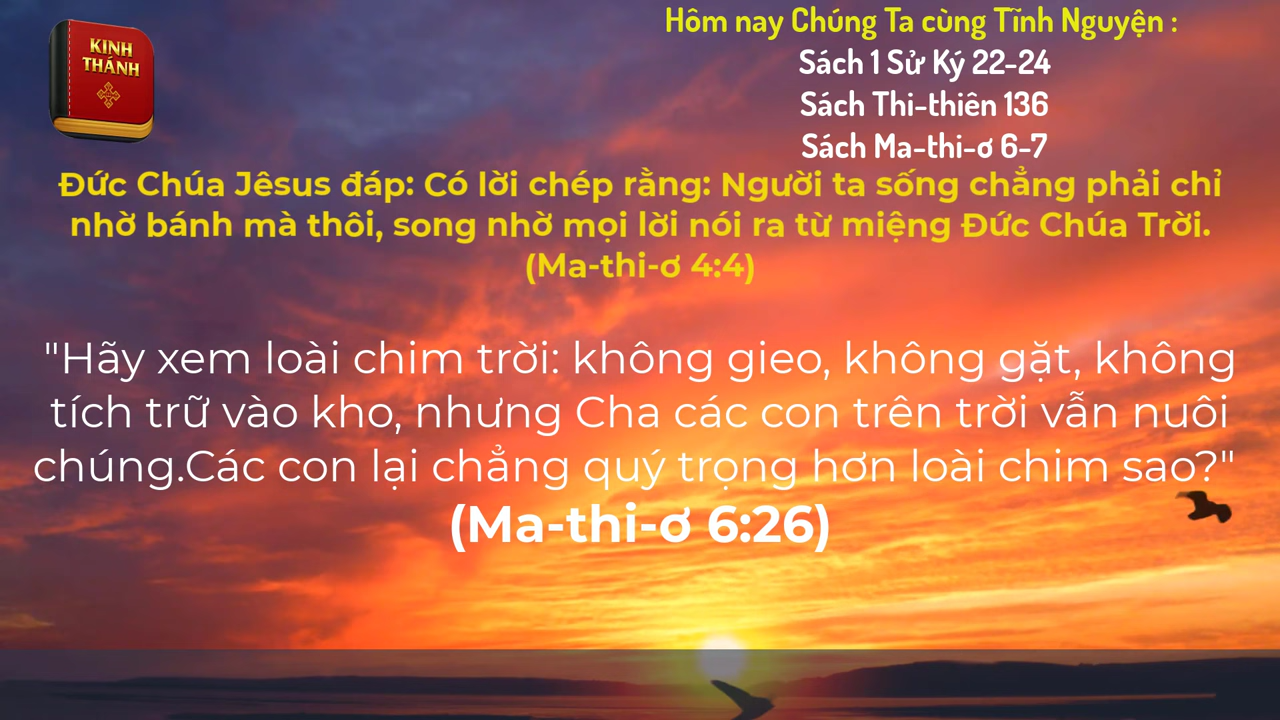 KINH
THÁNH
Hôm nay Chúng Ta cùng Tĩnh Nguyện :
Sách 1 Sử Ký 22-24
Sách Thi-thiên 136
Sách Ma-thi-ơ 6-7
Đức Chúa Jêsus đáp: Có lời chép rằng: Người ta sống chẳng phải chỉ
nhờ bánh mà thôi, song nhờ mọi lời nói ra từ miệng Đức Chúa Trời.
(Ma-thi-ơ 4:4)
"Hãy xem loài chim trời: không gieo, không gặt, không
tích trữ vào kho, nhưng Cha các con trên trời vẫn nuôi
chúng.Các con lại chẳng quý trọng hơn loài chim sao?"
(Ma-thi-ơ 6:26)